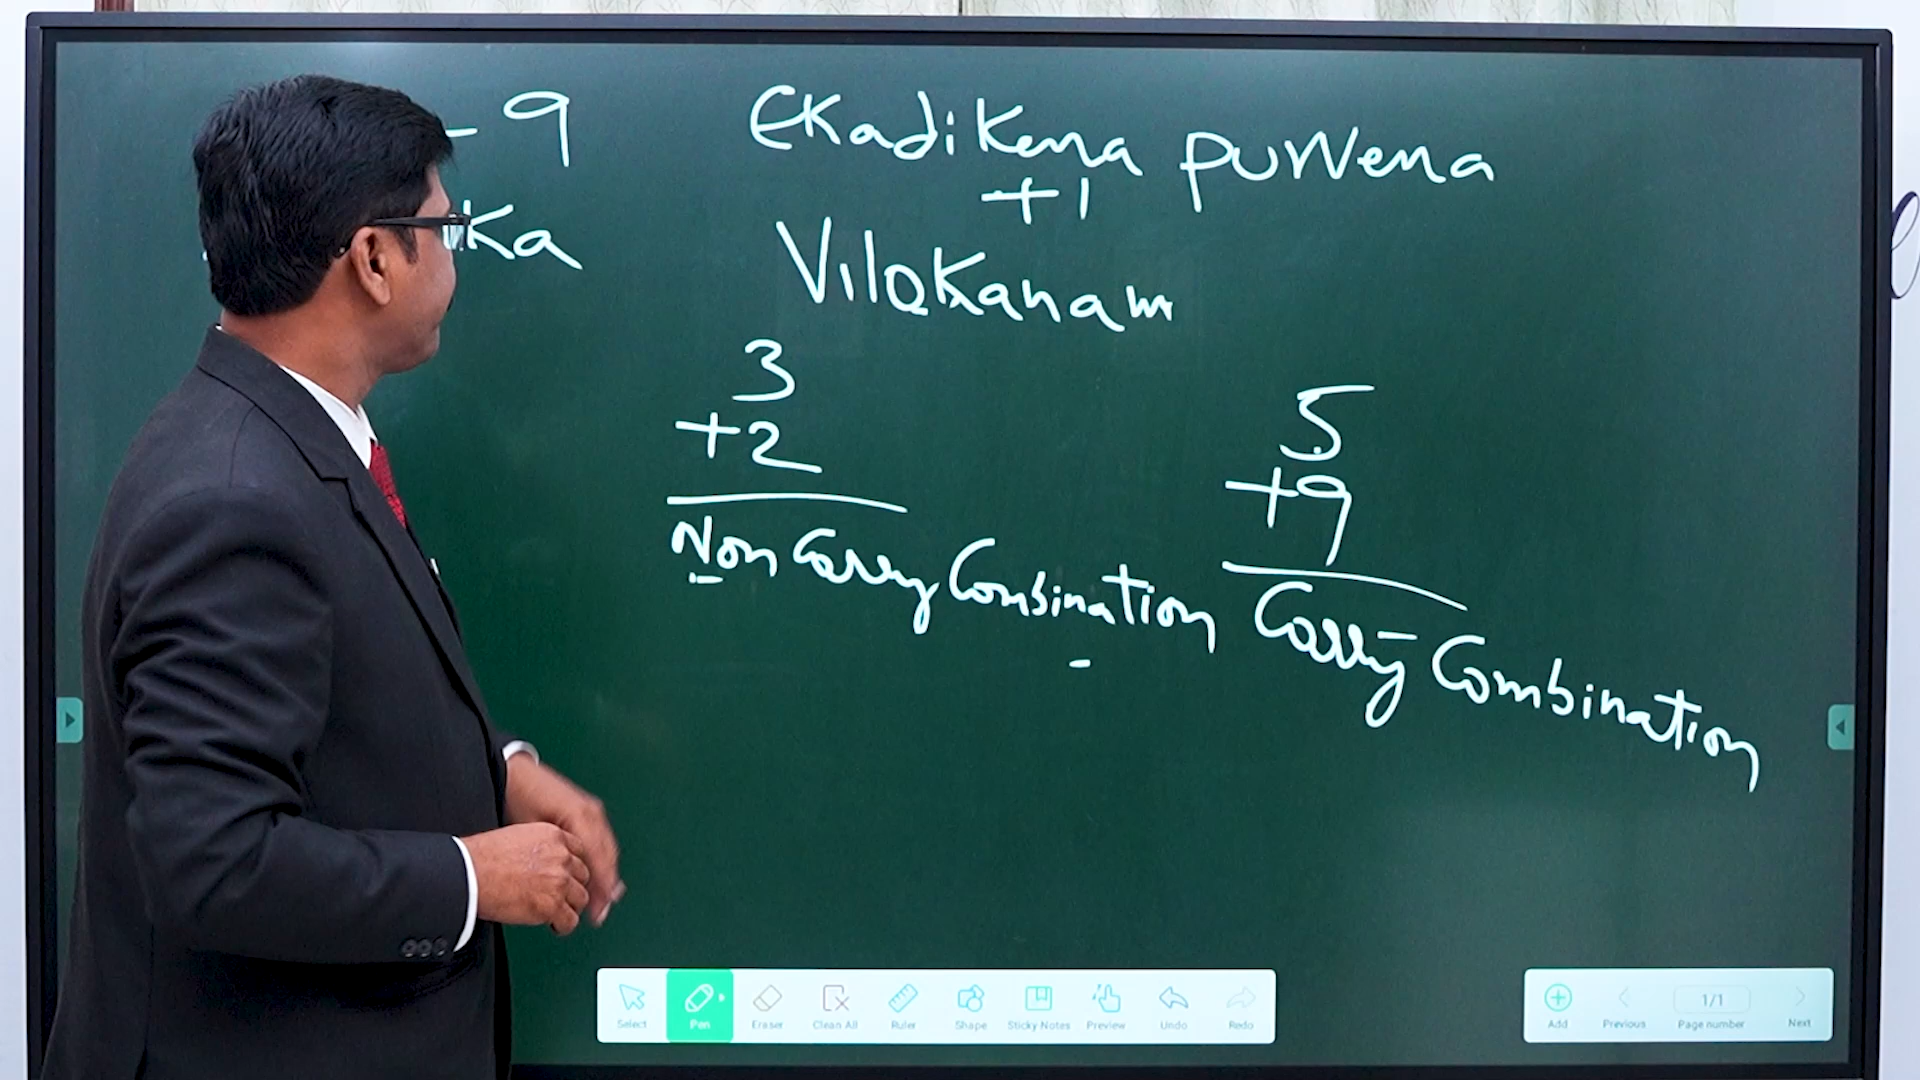 - 9
Ekadikena purvena
+1
Ka
Vilokanam
3
+2
Non Carry Combination
5
+9
Carry Combination
Select Pen Eraser Clean All Ruler Shape Sticky Notes Preview Undo Redo
1/1
Add Previous Page number Next